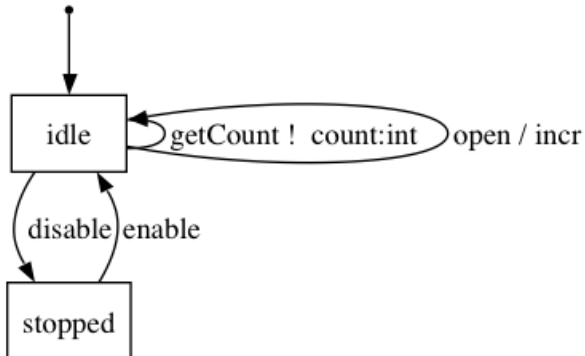 idle
getCount ! count:int
open / incr
disable
enable
stopped